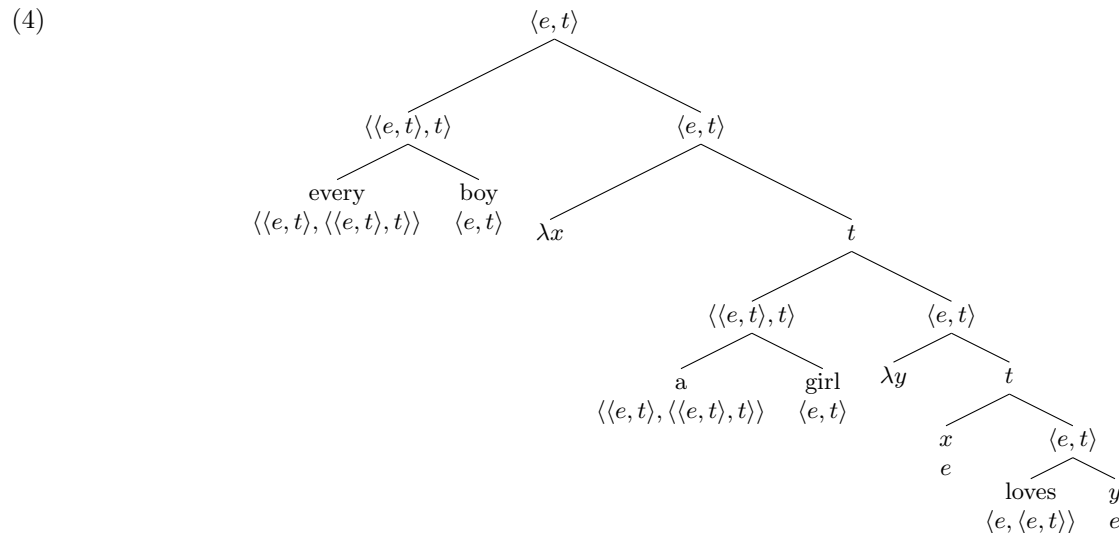 (4)
⟨e, t⟩
⟨⟨e, t⟩, t⟩ ⟨e, t⟩
every boy
⟨⟨e, t⟩, ⟨⟨e, t⟩, t⟩⟩ ⟨e, t⟩ λx t
⟨⟨e, t⟩, t⟩ ⟨e, t⟩
a girl λy t
⟨⟨e, t⟩, ⟨⟨e, t⟩, t⟩⟩ ⟨e, t⟩
x ⟨e, t⟩
e
loves y
⟨e, ⟨e, t⟩⟩ e